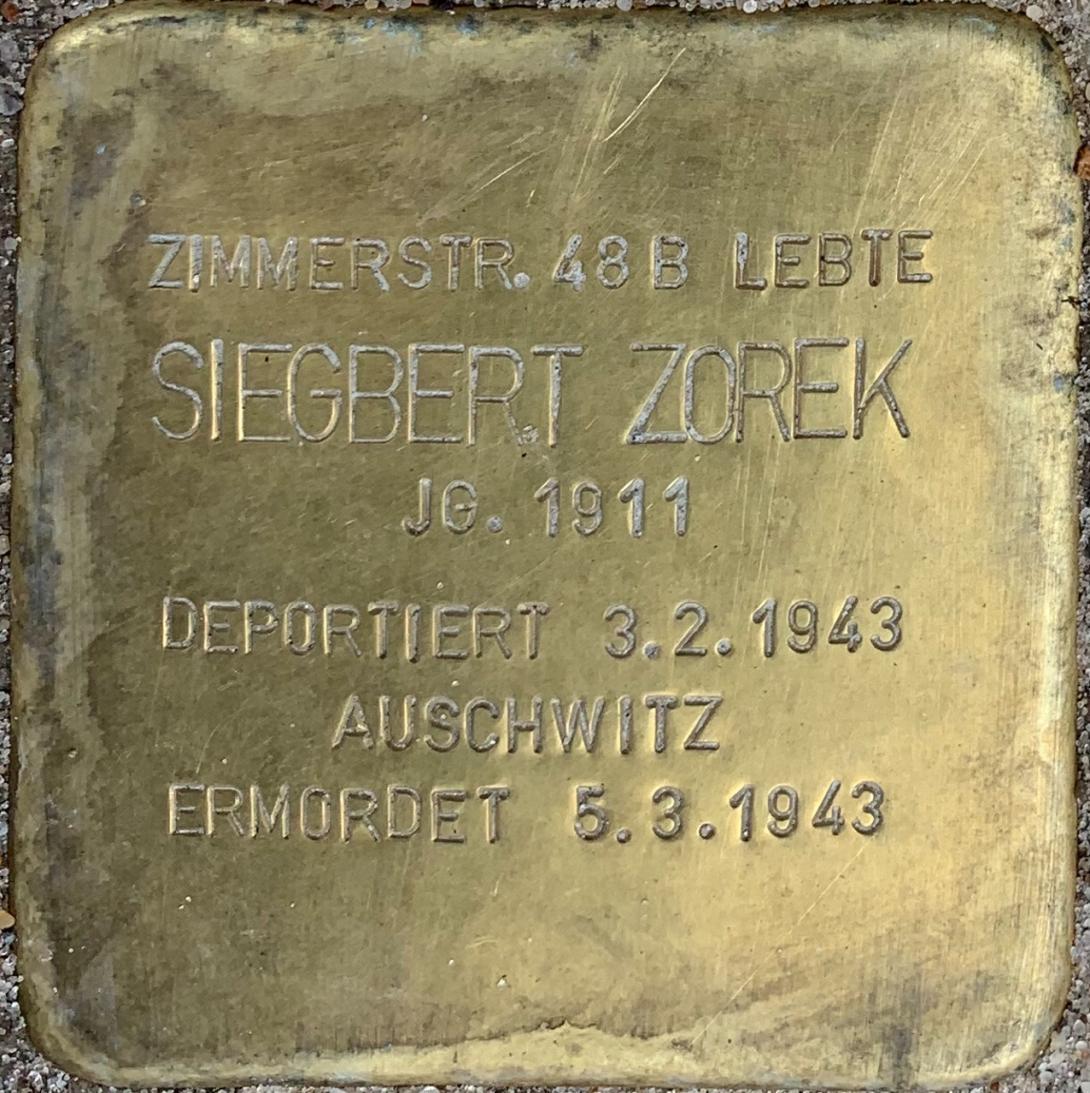 ZIMMERSTR. 48 B LEBTE
SIEGBERT ZOREK
JG. 1911
DEPORTIERT 3.2.1943
AUSCHWITZ
ERMORDET 5.3.1943